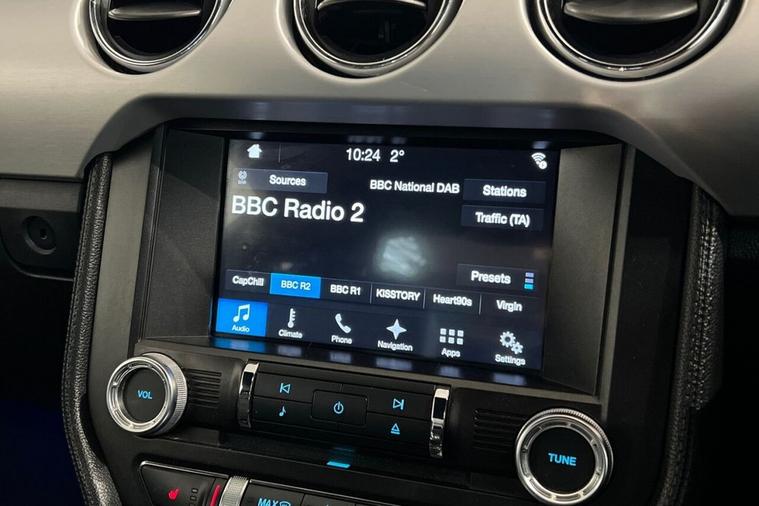 10:24 2°
Sources
BBC National DAB
Stations
BBC Radio 2
Traffic (TA)
Presets
CapChill
BBC R2
BBC R1
KISSTORY
Heart90s
Virgin
Audio
Climate
Phone
Navigation
Apps
Settings
VOL
TUNE
MAX